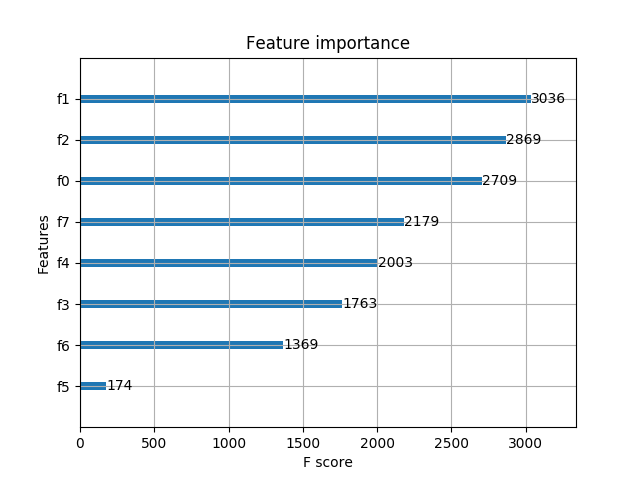 Feature importance
f1 3036
f2 2869
f0 2709
f7 2179
f4 2003
f3 1763
f6 1369
f5 174
Features
0 500 1000 1500 2000 2500 3000
F score